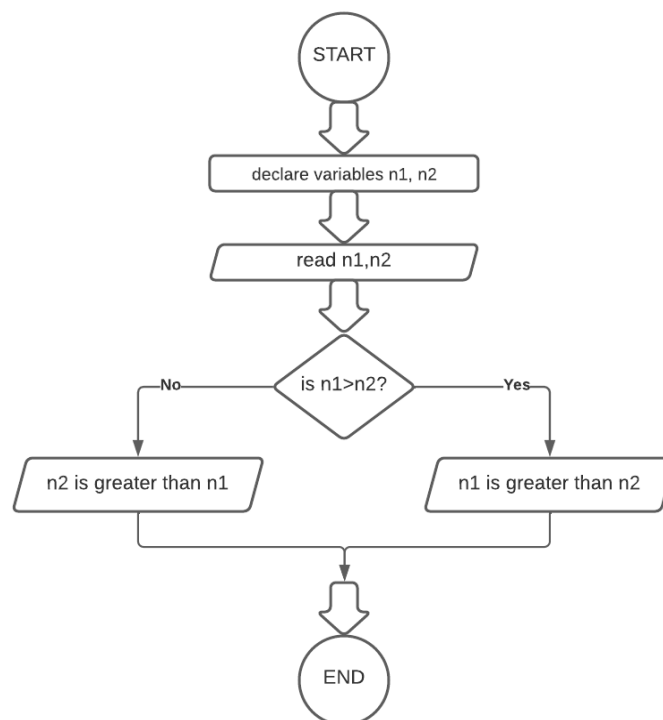 START
declare variables n1, n2
read n1,n2
is n1>n2?
No
Yes
n2 is greater than n1
n1 is greater than n2
END